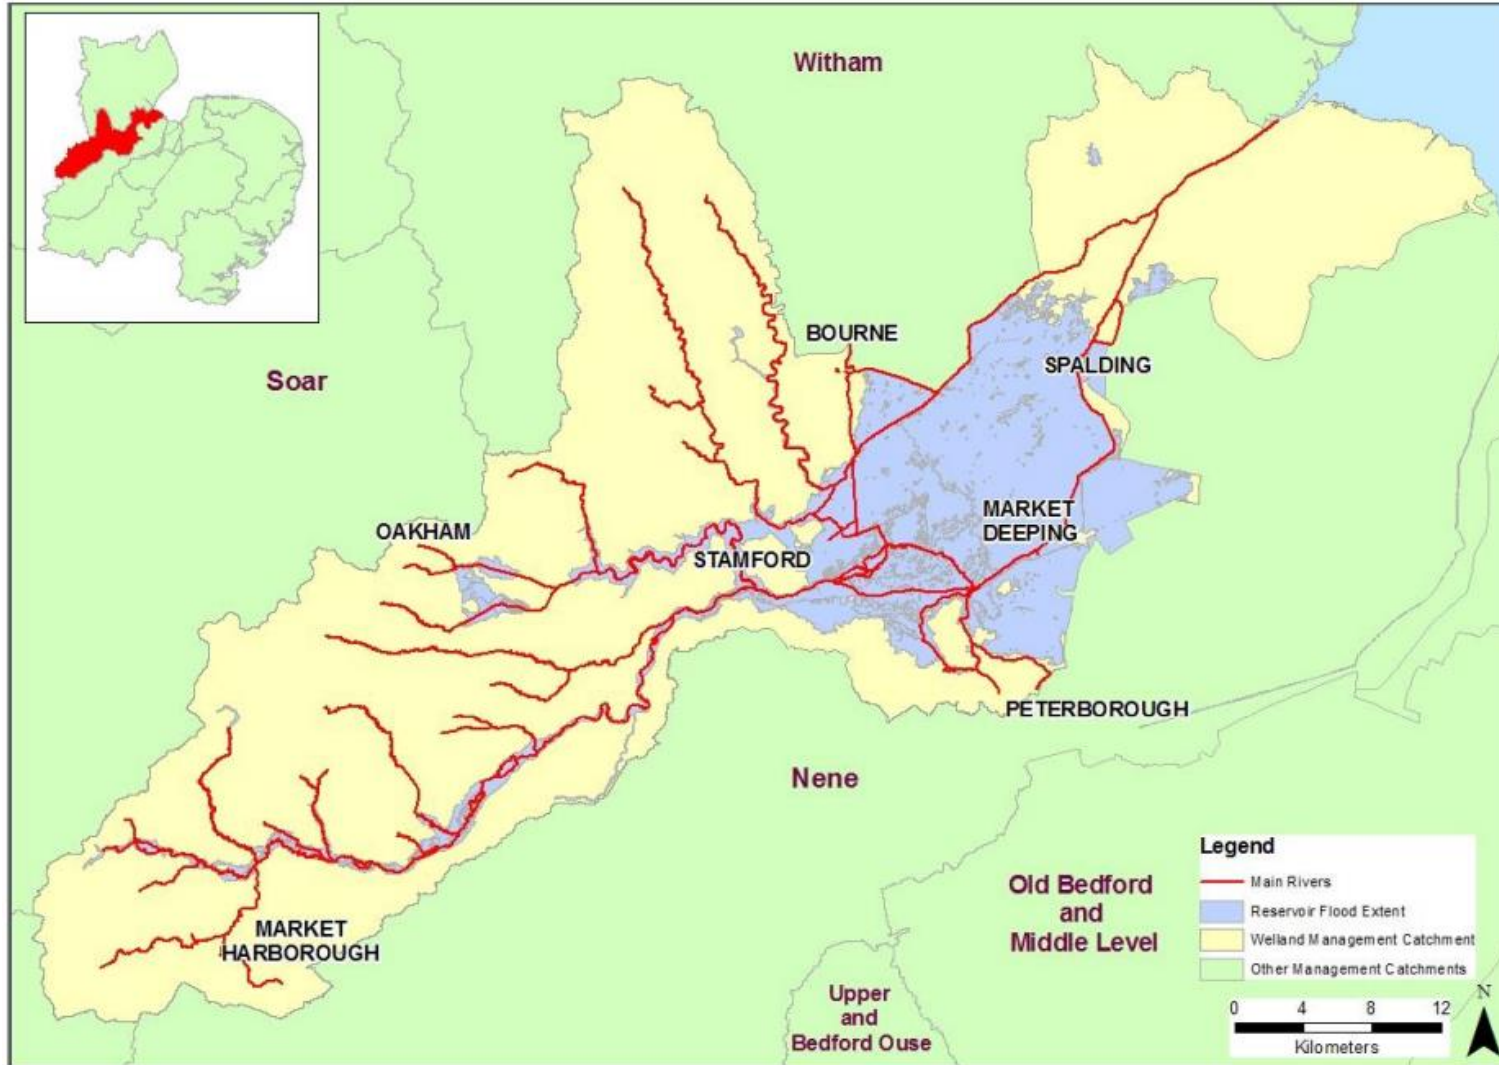 Witham
BOURNE
SPALDING
Soar
MARKET
DEEPING
OAKHAM
STAMFORD
PETERBOROUGH
Nene
MARKET
HARBOROUGH
Old Bedford
and
Middle Level
Upper
and
Bedford Ouse
Legend
Main Rivers
Reservoir Flood Extent
Welland Management Catchment
Other Management Catchments
N
0 4 8 12
Kilometers